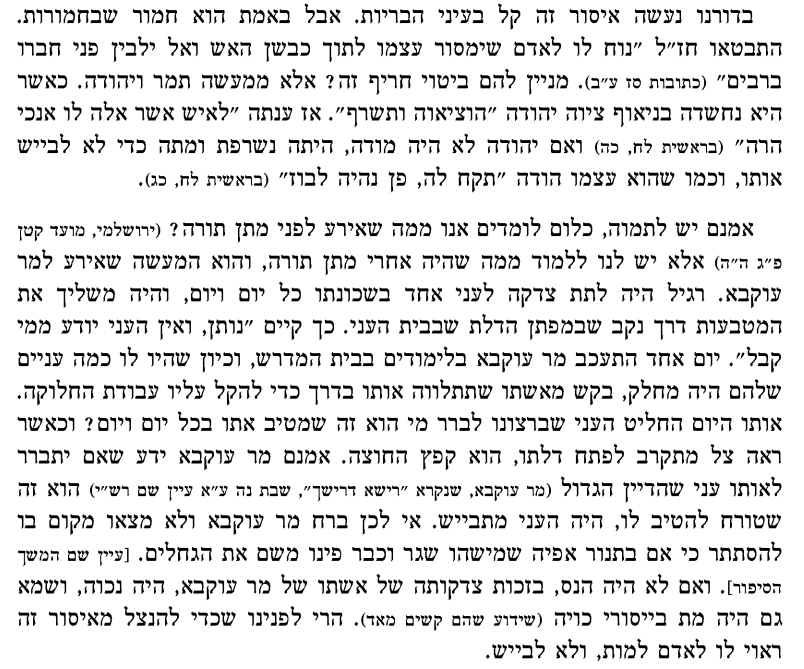 בדורנו נעשה איסור זה קל בעיני הבריות. אבל באמת הוא חמור שבחמורות.
התבטאו חז״ל ״נוח לו לאדם שימסור עצמו לתוך כבשן האש ואל ילבין פני חברו
ברבים״ (כתובות סז ע״ב). מניין להם ביטוי חריף זה? אלא ממעשה תמר ויהודה. כאשר
היא נחשדה בניאוף ציוה יהודה ״הוציאוה ותשרף״. אז ענתה ״לאיש אשר אלה לו אנכי
הרה״ (בראשית לח, כה) ואם יהודה לא היה מודה, היתה נשרפת ומתה כדי לא לבייש
אותו, וכמו שהוא עצמו הודה ״תקח לה, פן נהיה לבוז״ (בראשית לח, כג).
אמנם יש לתמוה, כלום לומדים אנו ממה שאירע לפני מתן תורה? (ירושלמי, מועד קטן
פ״ג ה״ה) אלא יש לנו ללמוד ממה שהיה אחרי מתן תורה, והוא המעשה שאירע למר
עוקבא. רגיל היה לתת צדקה לעני אחד בשכונתו כל יום ויום, והיה משליך את
המטבעות דרך נקב שבמפתן הדלת שבבית העני. כך קיים ״נותן, ואין העני יודע ממי
קבל״. יום אחד התעכב מר עוקבא בלימודים בבית המדרש, וכיון שהיו לו כמה עניים
שלהם היה מחלק, בקש מאשתו שתתלווה אותו בדרך כדי להקל עליו עבודת החלוקה.
אותו היום החליט העני שברצונו לברר מי הוא זה שמטיב אתו בכל יום ויום? וכאשר
ראה צל מתקרב לפתח דלתו, הוא קפץ החוצה. אמנם מר עוקבא ידע שאם יתברר
לאותו עני שהדיין הגדול (מר עוקבא, שנקרא ״רישא דרישך״, שבת נה ע״א עיין שם רש״י) הוא זה
שטורח להטיב לו, היה העני מתבייש. אי לכן ברח מר עוקבא ולא מצאו מקום בו
להסתתר כי אם בתנור אפיה שמישהו שגר וכבר פינו משם את הגחלים. [עיין שם המשך
הסיפור]. ואם לא היה הנס, בזכות צדקותה של אשתו של מר עוקבא, היה נכוה, ושמא
גם היה מת בייסורי כויה (שידוע שהם קשים מאד). הרי לפנינו שכדי להנצל מאיסור זה
ראוי לו לאדם למות, ולא לבייש.